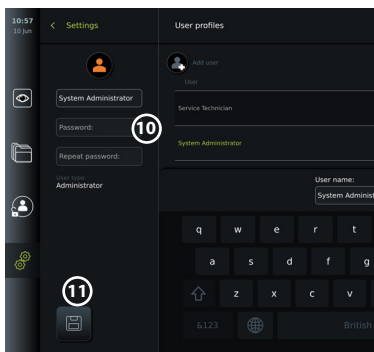 10:57
10 Jun
Settings
User profiles
Add user
User
System Administrator
Service Technician
Password:
10
System Administrator
Repeat password:
User type:
Administrator
User name:
System Administ
q w e r t
a s d f g
11
z x c v
&123 British